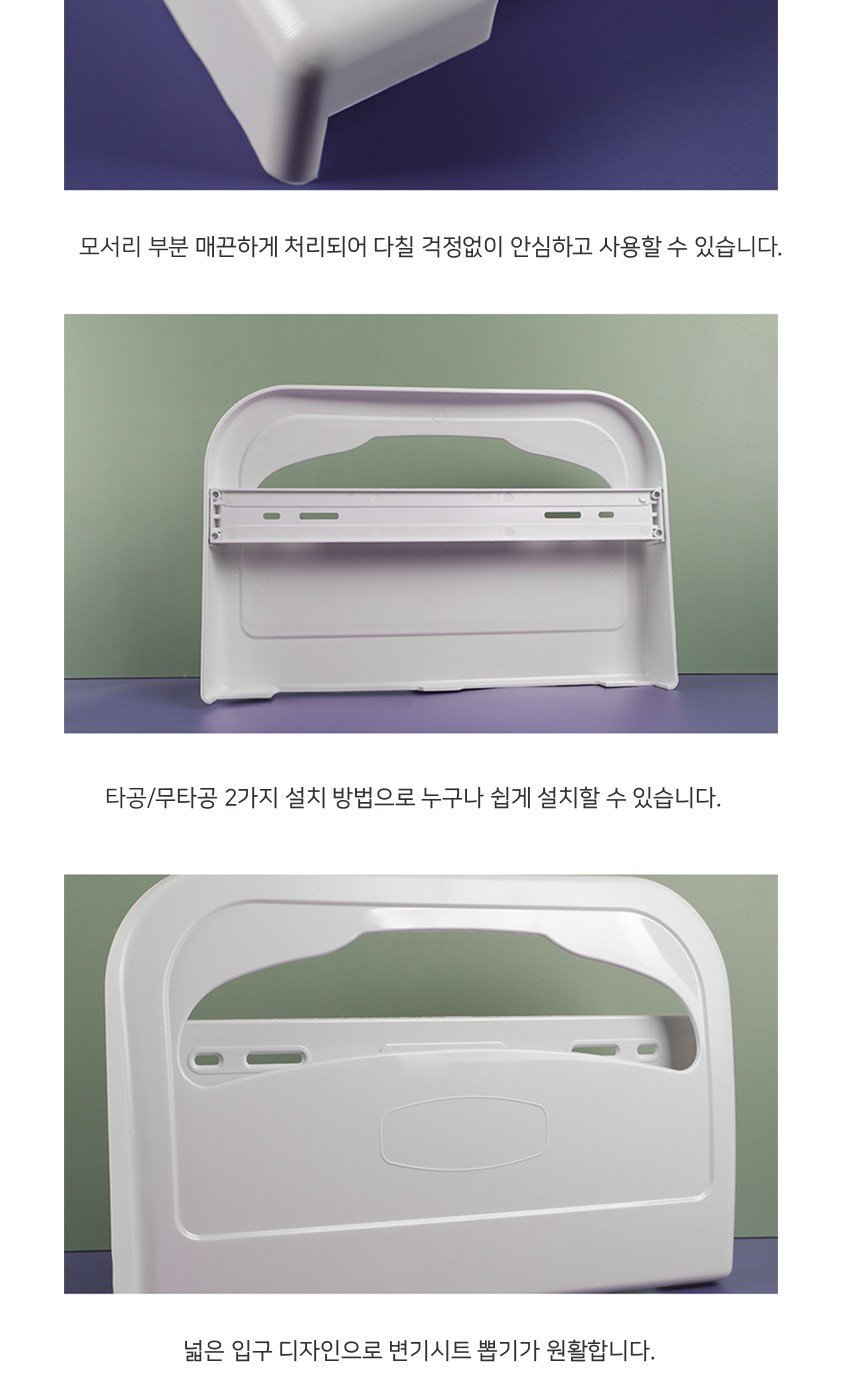 모서리 부분 매끈하게 처리되어 다칠 걱정없이 안심하고 사용할 수 있습니다.
타공/무타공 2가지 설치 방법으로 누구나 쉽게 설치할 수 있습니다.
넓은 입구 디자인으로 변기시트 뽑기가 원활합니다.